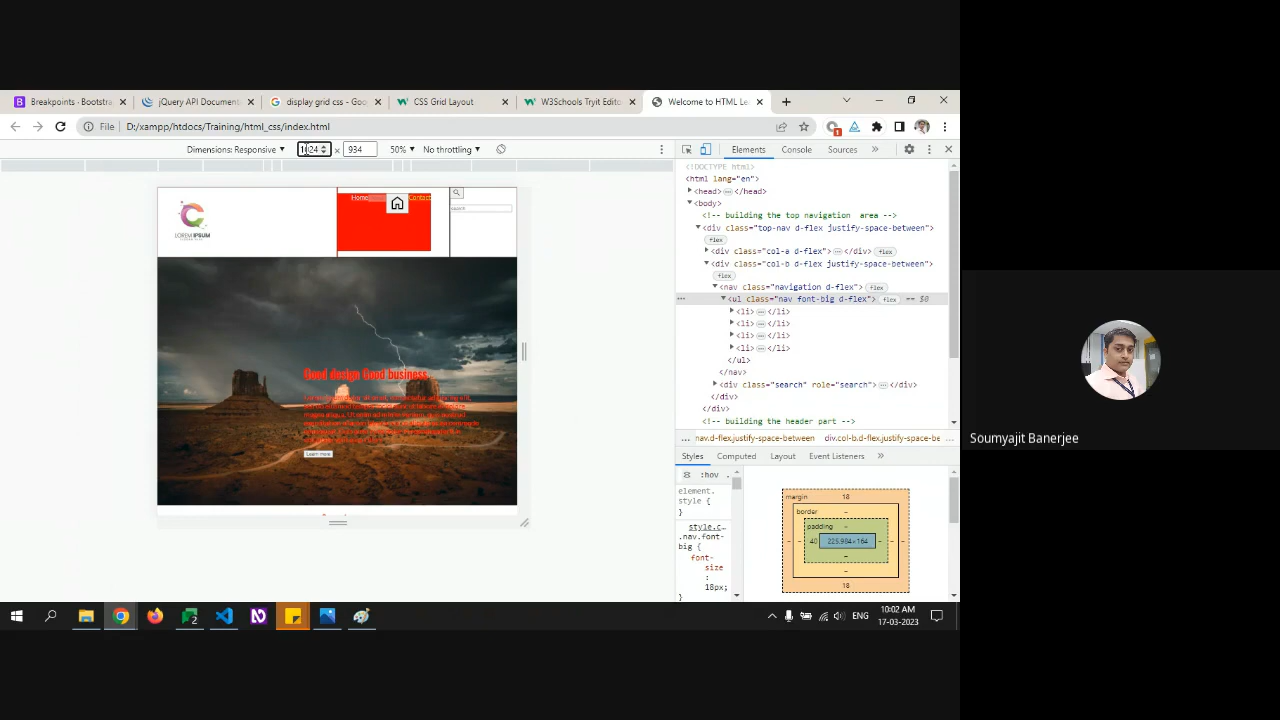 Breakpoints · Bootstra
jQuery API Document
display grid css - Goo
CSS Grid Layout
W3Schools Tryit Edito
Welcome to HTML Le
File
D:/xampp/htdocs/Training/html_css/index.html
Dimensions: Responsive
1024 × 934
50%
No throttling
Elements
Console
Sources
»
Home
Contact
LOREM IPSUM
Good design Good business
Learn more
<!DOCTYPE html>
<html lang="en">
<head> ⋯ </head>
<body>
<!-- building the top navigation area -->
<div class="top-nav d-flex justify-space-between">
flex
<div class="col-a d-flex"> ⋯ </div> flex
<div class="col-b d-flex justify-space-between">
flex
<nav class="navigation d-flex"> flex
<ul class="nav font-big d-flex"> flex == $0
<li> ⋯ </li>
<li> ⋯ </li>
<li> ⋯ </li>
<li> ⋯ </li>
</ul>
</nav>
<div class="search" role="search"> ⋯ </div>
</div>
</div>
<!-- building the header part -->
... nav.d-flex.justify-space-between div.col-b.d-flex.justify-space-be ...
Styles
Computed
Layout
Event Listeners
»
:hov
element.
style {
}
style.c…
.nav.font-
big {
font-
size
:
18px;
}
margin 18
border –
padding –
40
18
Soumyajit Banerjee
2
ENG
10:02 AM
17-03-2023